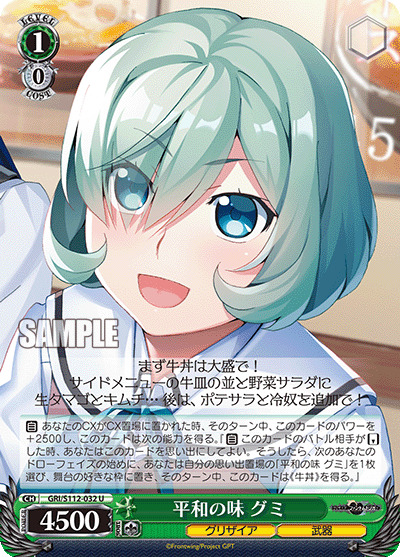 LEVEL
1
0
COST
5
SAMPLE
まず牛丼は大盛で！
サイドメニューの牛皿の並と野菜サラダに
生タマゴとキムチ… 後は、ポテサラと冷奴を追加で！
自 あなたのCXがCX置場に置かれた時、そのターン中、このカードのパワーを
+2500し、このカードは次の能力を得る。『自 このカードのバトル相手が【リバース】
した時、あなたはこのカードを思い出にしてよい。そうしたら、次のあなたの
ドローフェイズの始めに、あなたは自分の思い出置場の「平和の味 グミ」を1枚
選び、舞台の好きな枠に置き、そのターン中、このカードは《牛丼》を得る。』
CH GRI/S112-032 U
4500
平和の味 グミ
グリザイア
武器
©Frontwing/Project GPT